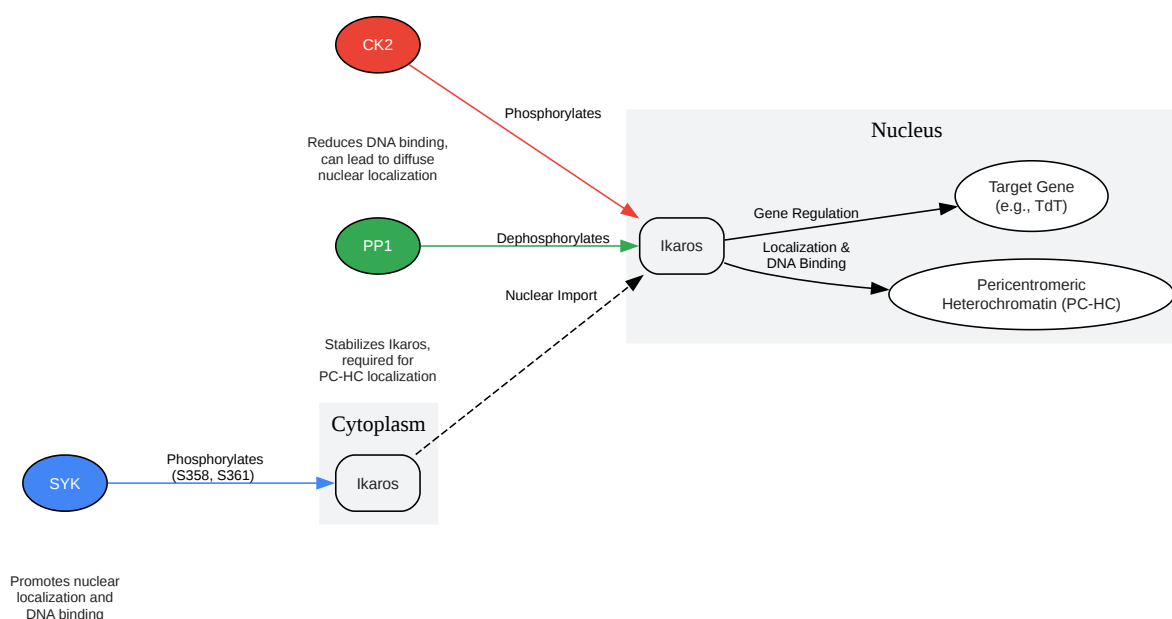 CK2
Phosphorylates
Reduces DNA binding,
can lead to diffuse
nuclear localization
Nucleus
Target Gene
(e.g., TdT)
Gene Regulation
PP1
Dephosphorylates
Ikaros
Localization &
DNA Binding
Pericentromeric
Heterochromatin (PC-HC)
Nuclear Import
Stabilizes Ikaros,
required for
PC-HC localization
Cytoplasm
Phosphorylates
(S358, S361)
SYK
Ikaros
Promotes nuclear
localization and
DNA binding